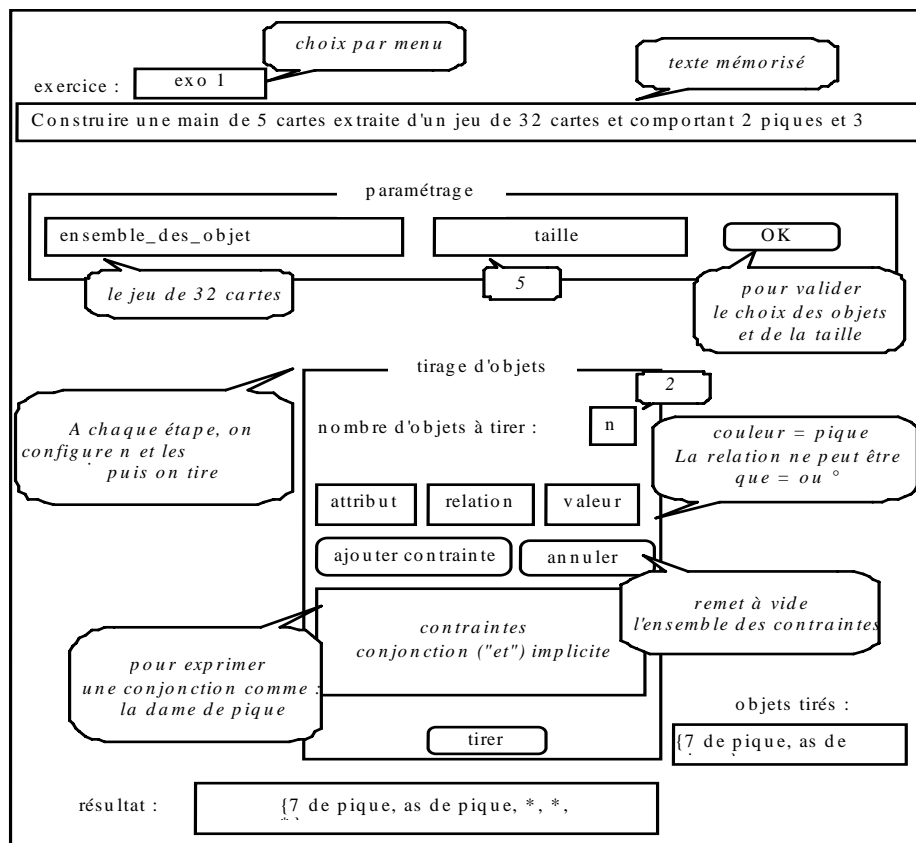 choix par menu
exercice :
exo 1
texte mémorisé
Construire une main de 5 cartes extraite d'un jeu de 32 cartes et comportant 2 piques et 3
paramétrage
ensemble_des_objet
taille
OK
le jeu de 32 cartes
5
pour valider
le choix des objets
et de la taille
tirage d'objets
2
A chaque étape, on
configure n et les
puis on tire
nombre d'objets à tirer :
n
couleur = pique
La relation ne peut être
que = ou °
attribut
relation
valeur
ajouter contrainte
annuler
remet à vide
l'ensemble des contraintes
contraintes
conjonction ("et") implicite
pour exprimer
une conjonction comme :
la dame de pique
objets tirés :
tirer
{7 de pique, as de
résultat :
{7 de pique, as de pique, *, *,